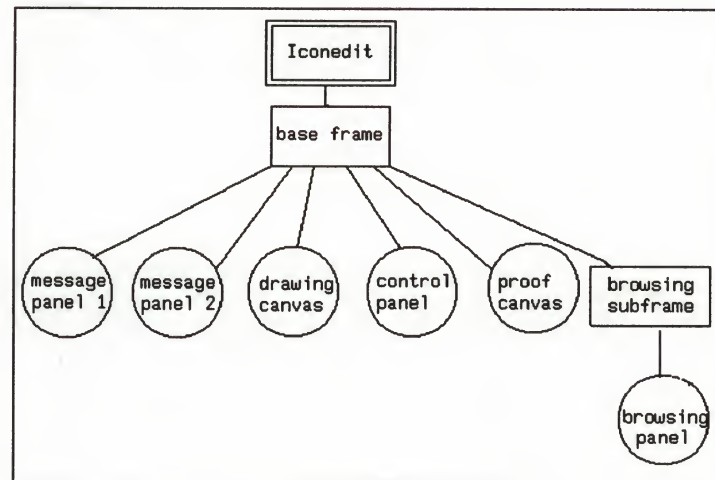 Iconedit
base frame
message
panel 1
message
panel 2
drawing
canvas
control
panel
proof
canvas
browsing
subframe
browsing
panel